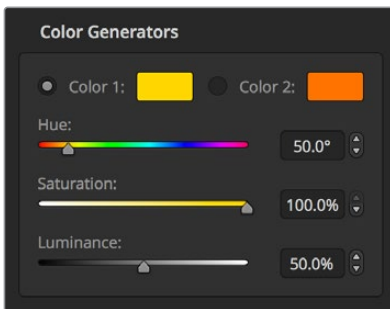 Color Generators
Color 1: Color 2:
Hue:
50.0°
Saturation:
100.0%
Luminance:
50.0%